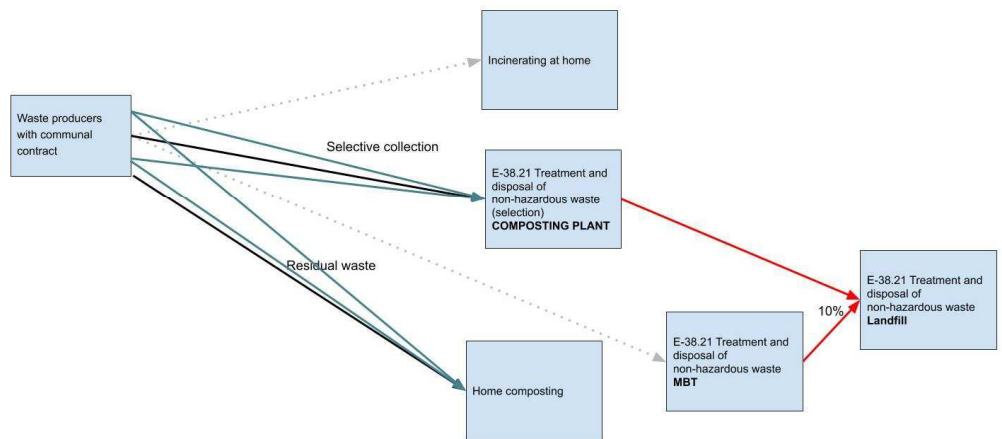 Incinerating at home
Waste producers
with communal
contract
Selective collection
E-38.21 Treatment and
disposal of
non-hazardous waste
(selection)
COMPOSTING PLANT
Residual waste
E-38.21 Treatment and
disposal of
non-hazardous waste
Landfill
10%
E-38.21 Treatment and
disposal of
non-hazardous waste
MBT
Home composting